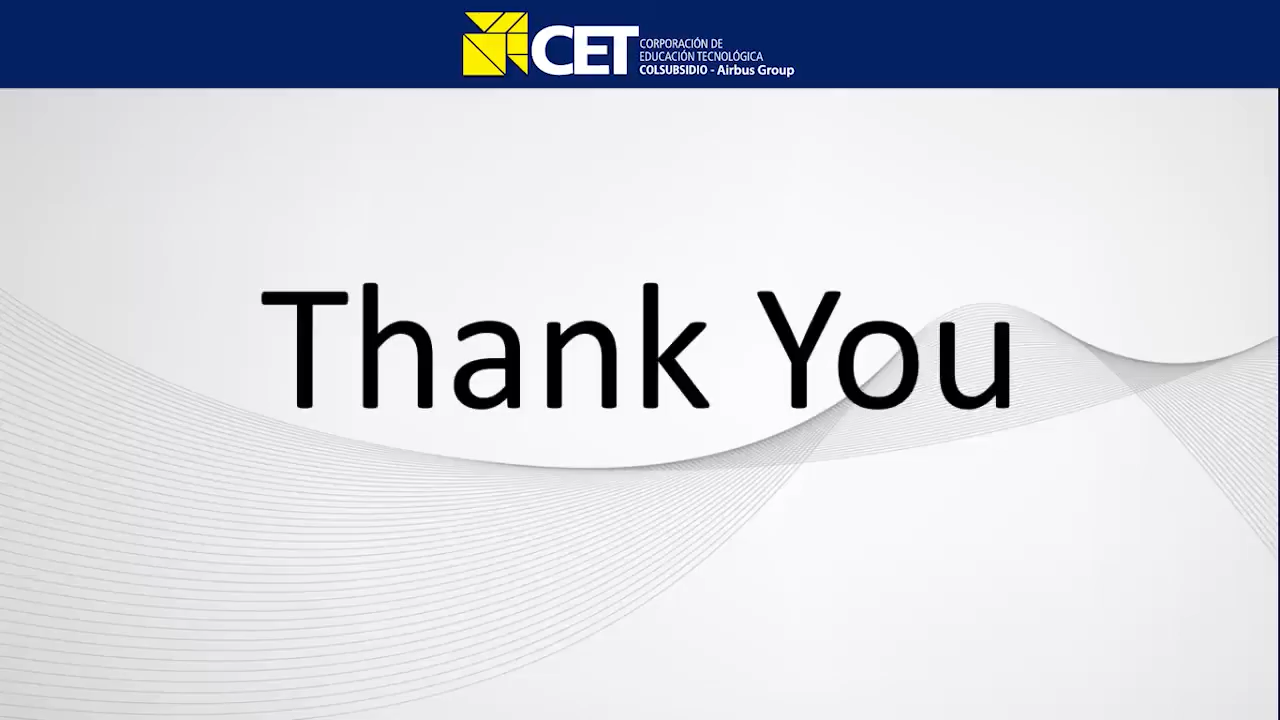 CET
CORPORACIÓN DE
EDUCACIÓN TECNOLÓGICA
COLSUBSIDIO - Airbus Group
Thank You